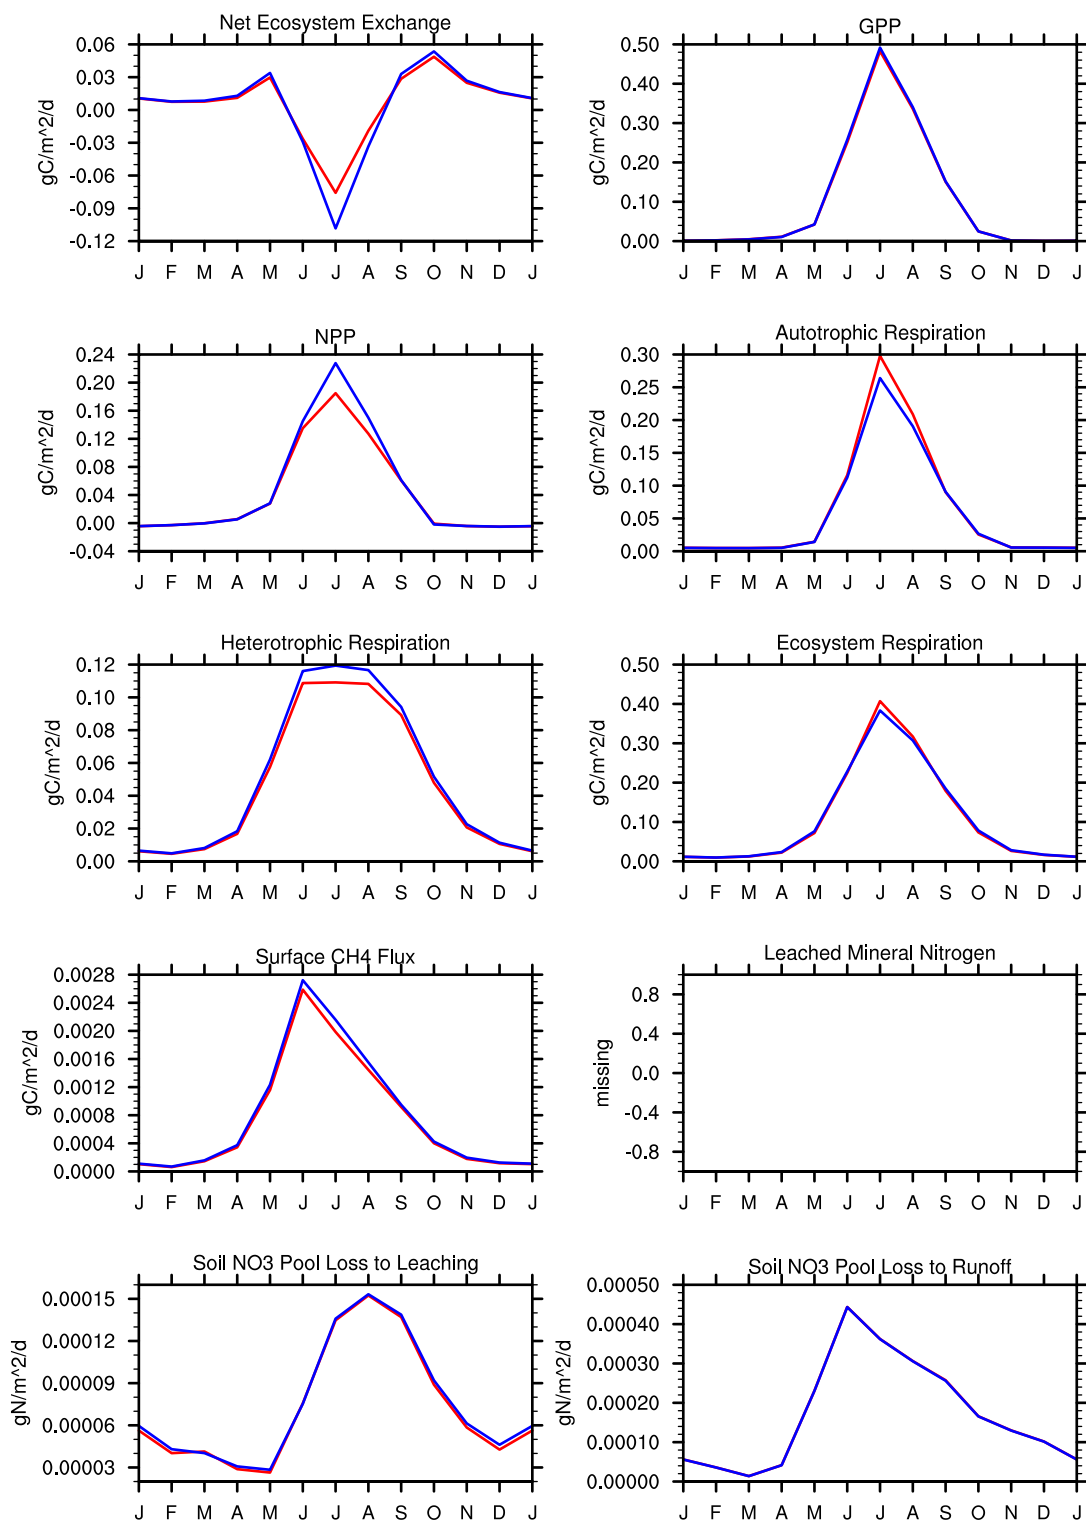 Net Ecosystem Exchange
gC/m^2/d
0.06
0.03
0.00
-0.03
-0.06
-0.09
-0.12
J F M A M J J A S O N D J
GPP
gC/m^2/d
0.50
0.40
0.30
0.20
0.10
0.00
J F M A M J J A S O N D J
NPP
gC/m^2/d
0.24
0.20
0.16
0.12
0.08
0.04
0.00
-0.04
J F M A M J J A S O N D J
Autotrophic Respiration
gC/m^2/d
0.30
0.25
0.20
0.15
0.10
0.05
0.00
J F M A M J J A S O N D J
Heterotrophic Respiration
gC/m^2/d
0.12
0.10
0.08
0.06
0.04
0.02
0.00
J F M A M J J A S O N D J
Ecosystem Respiration
gC/m^2/d
0.50
0.40
0.30
0.20
0.10
0.00
J F M A M J J A S O N D J
Surface CH4 Flux
gC/m^2/d
0.0028
0.0024
0.0020
0.0016
0.0012
0.0008
0.0004
0.0000
J F M A M J J A S O N D J
Leached Mineral Nitrogen
missing
0.8
0.4
0.0
-0.4
-0.8
J F M A M J J A S O N D J
Soil NO3 Pool Loss to Leaching
gN/m^2/d
0.00015
0.00012
0.00009
0.00006
0.00003
J F M A M J J A S O N D J
Soil NO3 Pool Loss to Runoff
gN/m^2/d
0.00050
0.00040
0.00030
0.00020
0.00010
0.00000
J F M A M J J A S O N D J